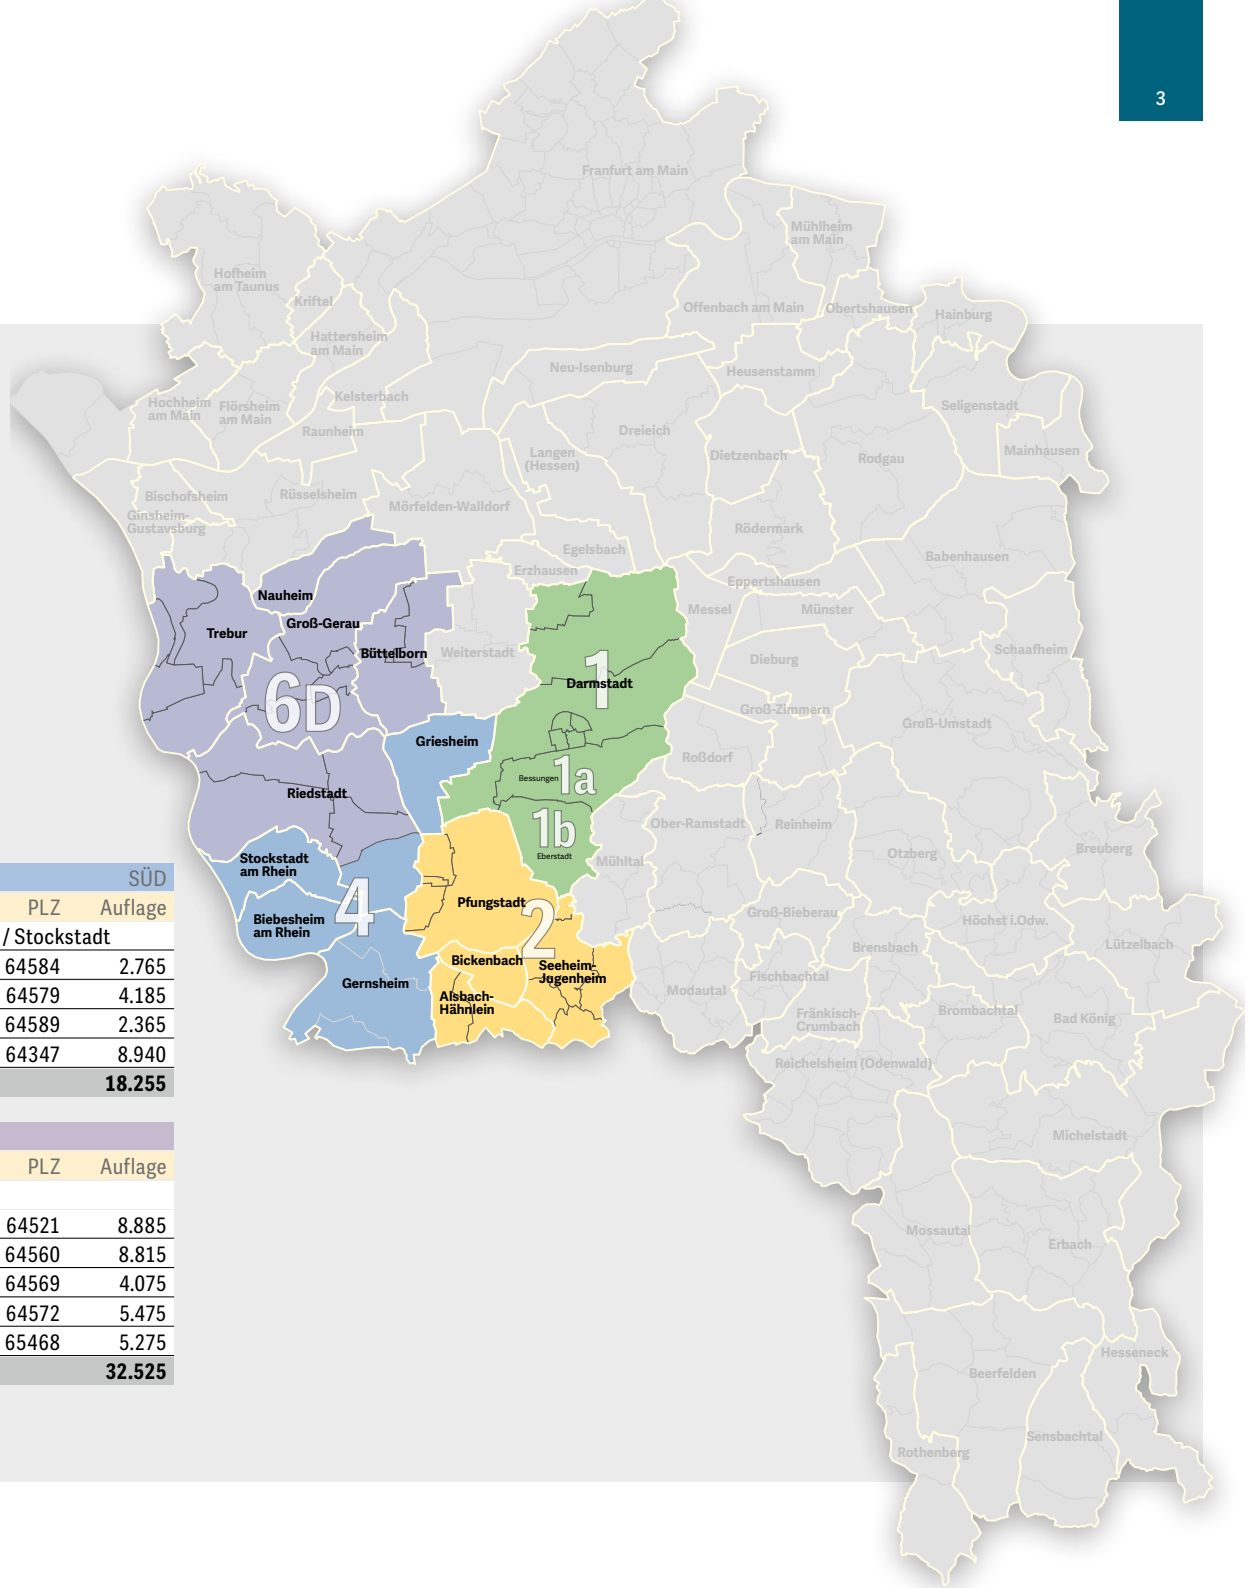 3
Franfurt am Main
Mühlheim
am Main
Hofheim
am Taunus
Kriftel
Offenbach am Main
Obertshausen
Hainburg
Hattersheim
am Main
Neu-Isenburg
Heusenstamm
Kelsterbach
Hochheim
am Main
Flörsheim
am Main
Seligenstadt
Raunheim
Dreieich
Mainhausen
Langen
(Hessen)
Dietzenbach
Rodgau
Bischofsheim
Rüsselsheim
Mörfelden-Walldorf
Ginsheim-
Gustavsburg
Rödermark
Egelsbach
Babenhausen
Erzhausen
Eppertshausen
Nauheim
Messel
Münster
Groß-Gerau
Trebur
Büttelborn
Weiterstadt
Schaafheim
Dieburg
1
Darmstadt
6D
Groß-Zimmern
Groß-Umstadt
Griesheim
Roßdorf
Bessungen
1a
Riedstadt
Ober-Ramstadt
Reinheim
1b
Eberstadt
Otzberg
Breuberg
Stockstadt
am Rhein
Mühltal
4
Pfungstadt
2
Groß-Bieberau
Höchst i.Odw.
Biebesheim
am Rhein
Brensbach
Lützelbach
Bickenbach
Seeheim-
Jugenheim
Fischbachtal
Gernsheim
Modautal
Alsbach-
Hähnlein
Fränkisch-
Crumbach
Brombachtal
Bad König
Reichelsheim (Odenwald)
Michelstadt
Mossautal
Erbach
Hesseneck
Beerfelden
Sensbachtal
Rothenberg
SÜD
PLZ Auflage
/ Stockstadt
64584 2.765
64579 4.185
64589 2.365
64347 8.940
18.255
PLZ Auflage
64521 8.885
64560 8.815
64569 4.075
64572 5.475
65468 5.275
32.525